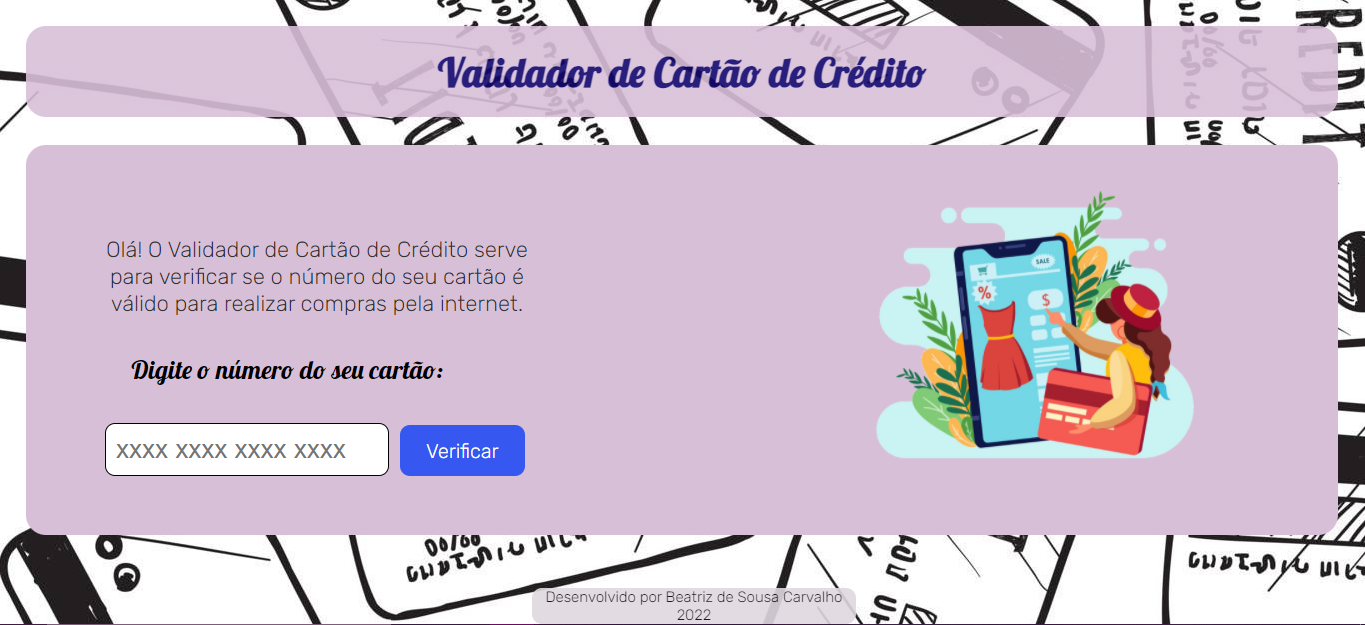 Validador de Cartão de Crédito
Olá! O Validador de Cartão de Crédito serve
para verificar se o número do seu cartão é
válido para realizar compras pela internet.
SALE
%
$
Digite o número do seu cartão:
XXXX XXXX XXXX XXXX
Verificar
00/00
Desenvolvido por Beatriz de Sousa Carvalho
2022